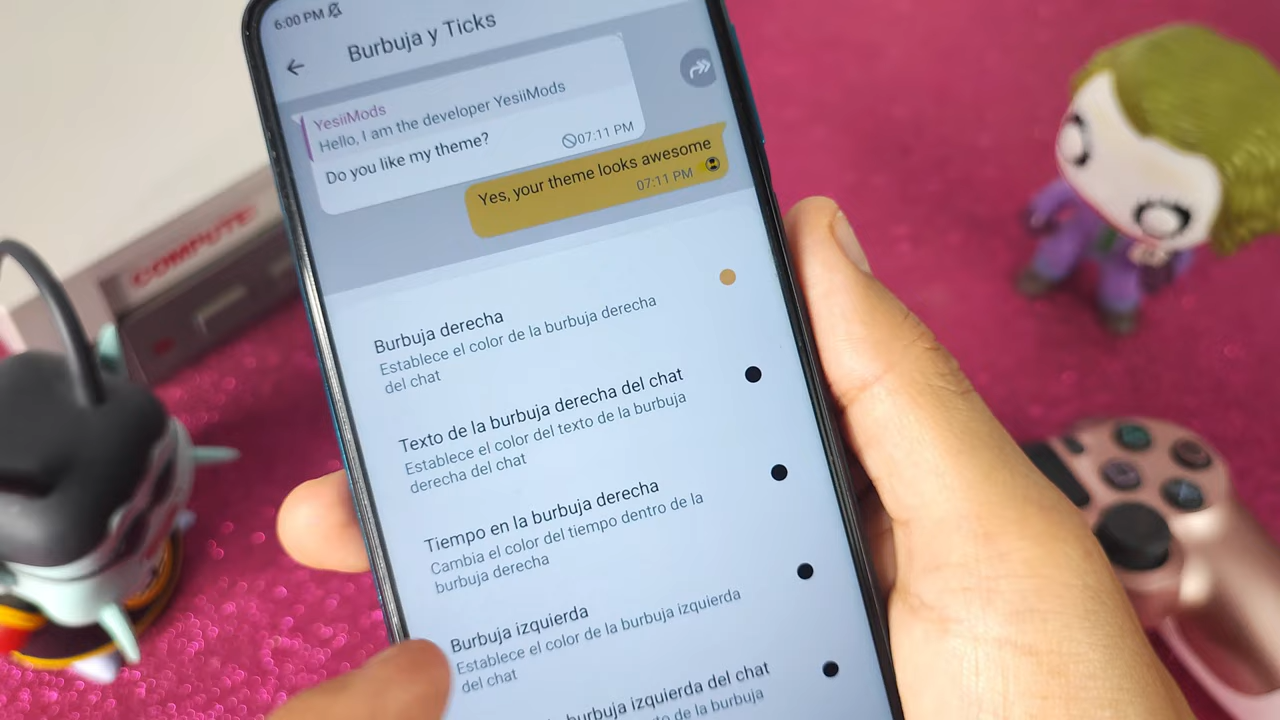 6:00 PM
Burbuja y Ticks
YesiiMods
Hello, I am the developer YesiiMods
Do you like my theme?
07:11 PM
Yes, your theme looks awesome
07:11 PM
COMPUTE
Burbuja derecha
Establece el color de la burbuja derecha
del chat
Texto de la burbuja derecha del chat
Establece el color del texto de la burbuja
derecha del chat
Tiempo en la burbuja derecha
Cambia el color del tiempo dentro de la
burbuja derecha
Burbuja izquierda
Establece el color de la burbuja izquierda
del chat
burbuja izquierda del chat
to de la burbuja